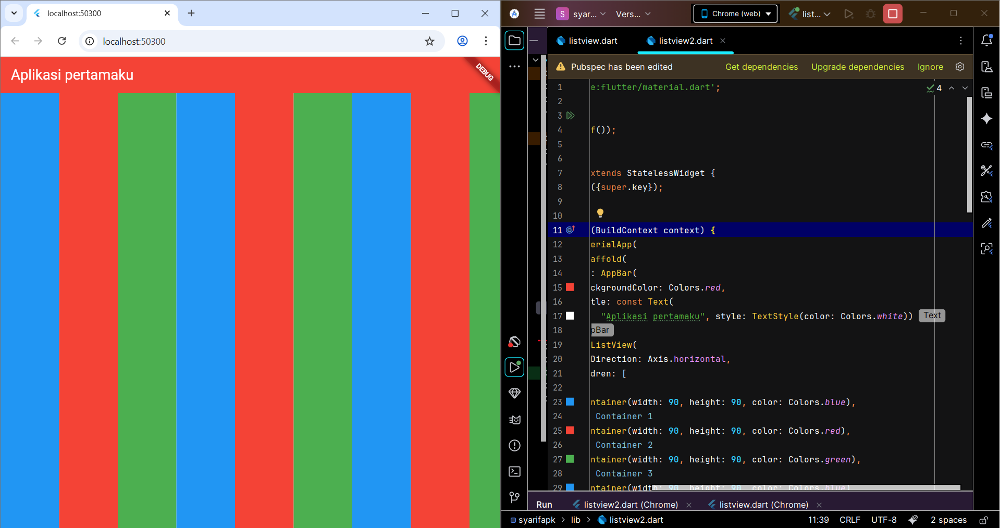 localhost:50300
localhost:50300
Aplikasi pertamaku
DEBUG
S syar... Vers... Chrome (web) list...
listview.dart listview2.dart
Pubspec has been edited Get dependencies Upgrade dependencies Ignore
1 e:flutter/material.dart'; 4
2
3
4 f());
5
6
7 xtends StatelessWidget {
8 ({super.key});
9
10
11 (BuildContext context) {
12 erialApp(
13 affold(
14 : AppBar(
15 ckgroundColor: Colors.red,
16 tle: const Text(
17 "Aplikasi pertamaku", style: TextStyle(color: Colors.white)) Text
18 pBar
19 ListView(
20 Direction: Axis.horizontal,
21 dren: [
22
23 ntainer(width: 90, height: 90, color: Colors.blue),
24 Container 1
25 ntainer(width: 90, height: 90, color: Colors.red),
26 Container 2
27 ntainer(width: 90, height: 90, color: Colors.green),
28 Container 3
29 ntainer(width: 90, height: 90, color: Colors.blue)
Run listview2.dart (Chrome) listview.dart (Chrome)
syarifapk > lib > listview2.dart 11:39 CRLF UTF-8 2 spaces